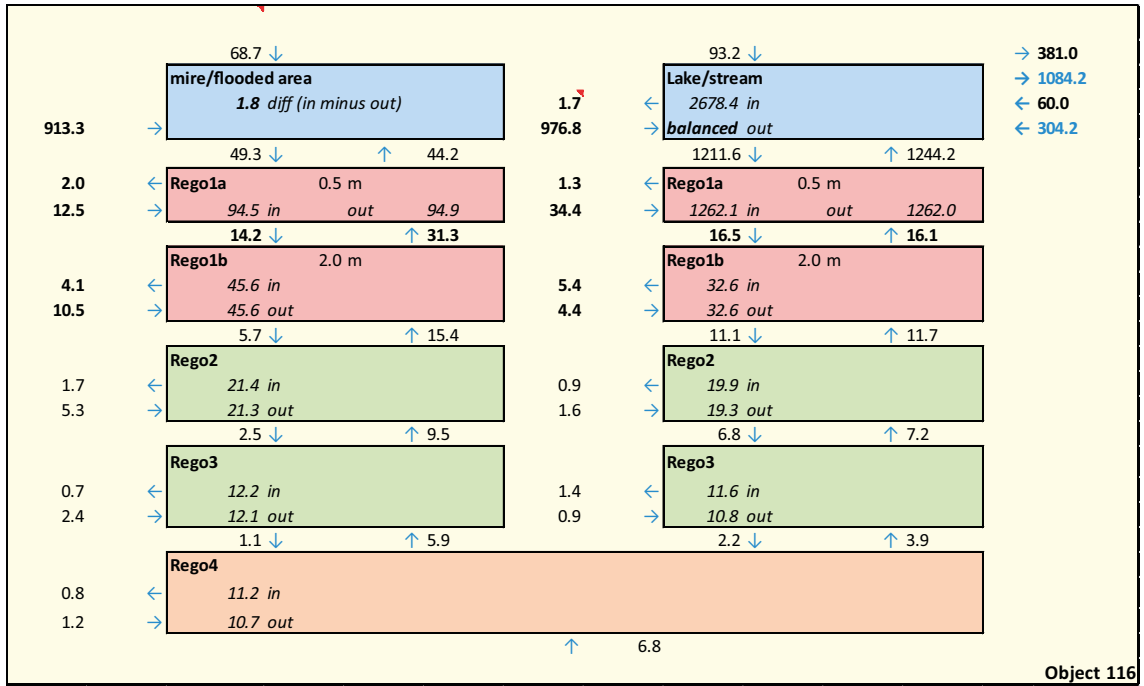 68.7 ↓ 93.2 ↓ → 381.0
mire/flooded area Lake/stream → 1084.2
1.8 diff (in minus out) 1.7 ← 2678.4 in ← 60.0
913.3 → 976.8 → balanced out ← 304.2
49.3 ↓ ↑ 44.2 1211.6 ↓ ↑ 1244.2
2.0 ← Rego1a 0.5 m 1.3 ← Rego1a 0.5 m
12.5 → 94.5 in out 94.9 34.4 → 1262.1 in out 1262.0
14.2 ↓ ↑ 31.3 16.5 ↓ ↑ 16.1
Rego1b 2.0 m Rego1b 2.0 m
4.1 ← 45.6 in 5.4 ← 32.6 in
10.5 → 45.6 out 4.4 → 32.6 out
5.7 ↓ ↑ 15.4 11.1 ↓ ↑ 11.7
Rego2 Rego2
1.7 ← 21.4 in 0.9 ← 19.9 in
5.3 → 21.3 out 1.6 → 19.3 out
2.5 ↓ ↑ 9.5 6.8 ↓ ↑ 7.2
Rego3 Rego3
0.7 ← 12.2 in 1.4 ← 11.6 in
2.4 → 12.1 out 0.9 → 10.8 out
1.1 ↓ ↑ 5.9 2.2 ↓ ↑ 3.9
Rego4
0.8 ← 11.2 in
1.2 → 10.7 out
↑ 6.8
Object 116